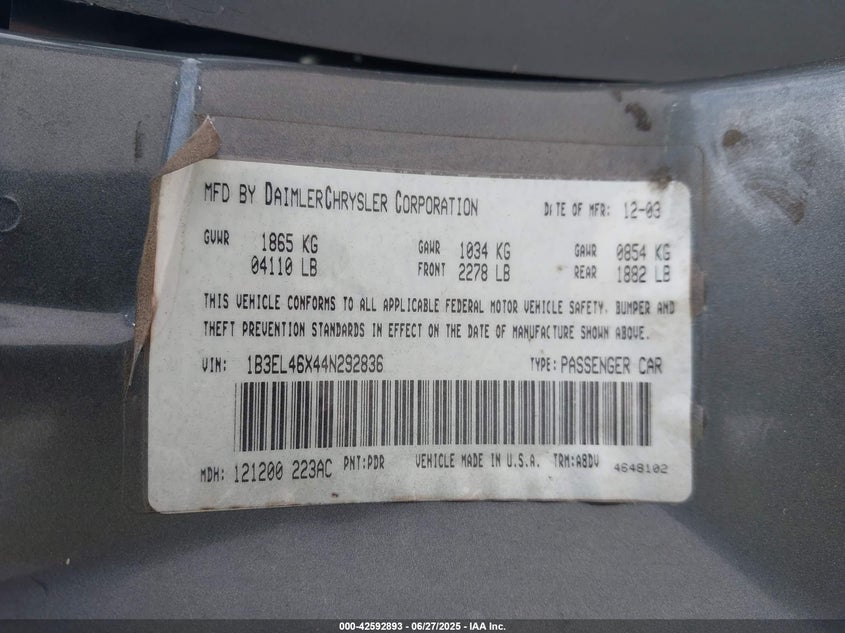 MFD BY DAIMLERCHRYSLER CORPORATION DATE OF MFR: 12-03
GVWR 1865 KG GAWR 1034 KG GAWR 0854 KG
04110 LB FRONT 2278 LB REAR 1882 LB
THIS VEHICLE CONFORMS TO ALL APPLICABLE FEDERAL MOTOR VEHICLE SAFETY, BUMPER AND
THEFT PREVENTION STANDARDS IN EFFECT ON THE DATE OF MANUFACTURE SHOWN ABOVE.
VIN: 1B3EL46X44N292836 TYPE: PASSENGER CAR
MDH: 121200 223AC PNT:PDR VEHICLE MADE IN U.S.A. TRM:ABDV 4648102
000-42592893 - 06/27/2025 - IAA Inc.